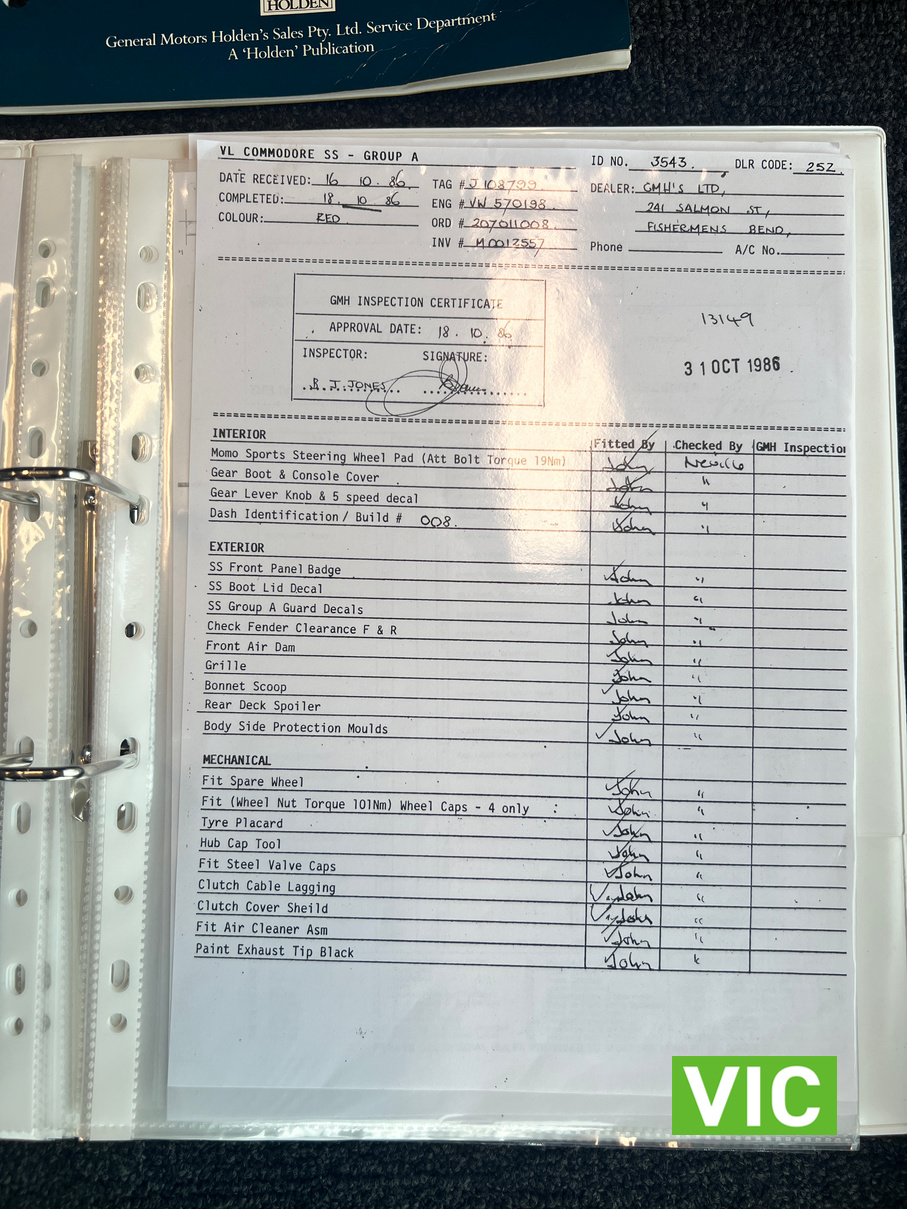 HOLDEN
General Motors Holden's Sales Pty. Ltd. Service Department
A 'Holden' Publication
VL COMMODORE SS - GROUP A
ID NO. 3543. DLR CODE: 252
DATE RECEIVED: 16 10 . 86 TAG # J 108799 DEALER: GMH'S LTD,
COMPLETED: 18. 10 86 ENG # VW 570198 241 SALMON ST,
COLOUR: RED ORD # 207011008 FISHERMENS BEND,
INV # M0012557 Phone A/C No.
GMH INSPECTION CERTIFICATE
APPROVAL DATE: 18 . 10 . 86
INSPECTOR: SIGNATURE:
R. J. JONES
13149
31 OCT 1986
INTERIOR Fitted By Checked By GMH Inspection
Momo Sports Steering Wheel Pad (Att Bolt Torque 19Nm) John Neville
Gear Boot & Console Cover John "
Gear Lever Knob & 5 speed decal John "
Dash Identification / Build # 008. John "
EXTERIOR
SS Front Panel Badge John "
SS Boot Lid Decal John "
SS Group A Guard Decals John "
Check Fender Clearance F & R John "
Front Air Dam John "
Grille John "
Bonnet Scoop John "
Rear Deck Spoiler John "
Body Side Protection Moulds John "
MECHANICAL
Fit Spare Wheel John "
Fit (Wheel Nut Torque 101Nm) Wheel Caps - 4 only : John "
Tyre Placard John "
Hub Cap Tool John "
Fit Steel Valve Caps John "
Clutch Cable Lagging John "
Clutch Cover Sheild John "
Fit Air Cleaner Asm John "
Paint Exhaust Tip Black John "
VIC